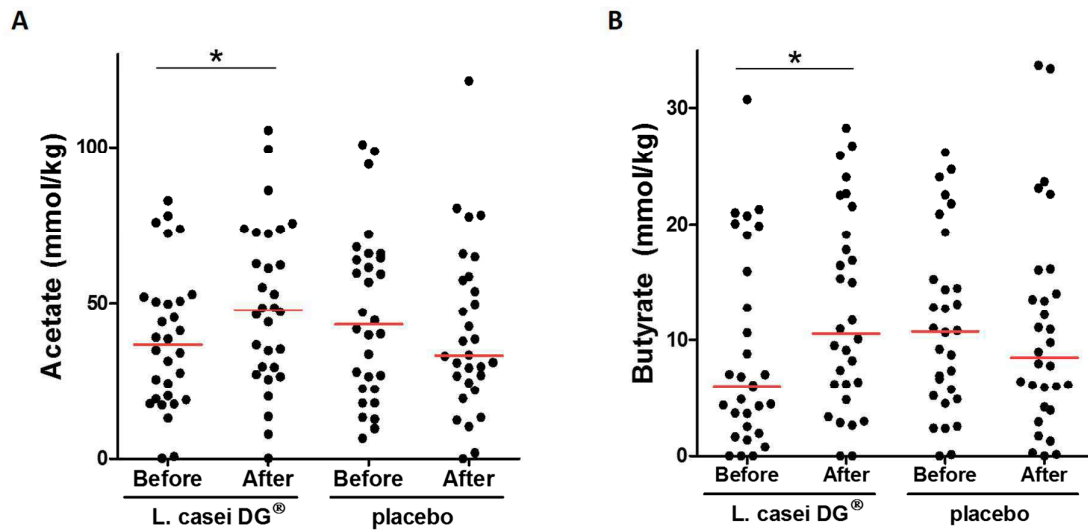 A
*
Acetate (mmol/kg)
100
50
0
Before After Before After
L. casei DG® placebo
B
*
Butyrate (mmol/kg)
30
20
10
0
Before After Before After
L. casei DG® placebo